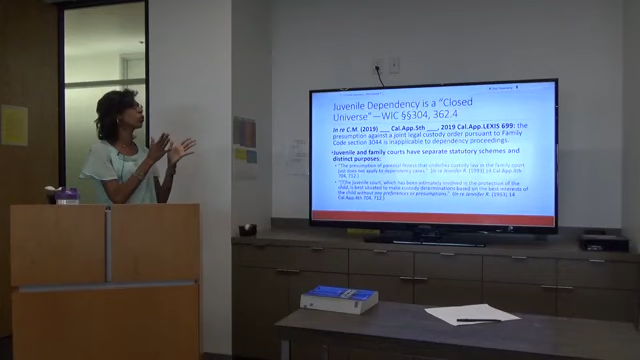 Juvenile Dependency is a "Closed
Universe"—WIC §§304, 362.4
In re C.M. (2019) ___ Cal.App.5th ___, 2019 Cal.App.LEXIS 699: the
presumption against a joint legal custody order pursuant to Family
Code section 3044 is inapplicable to dependency proceedings.
Juvenile and family courts have separate statutory schemes and
distinct purposes:
"The presumption of parental fitness that underlies custody law in the family court
just does not apply to dependency cases." (In re Jennifer R. (1993) 14 Cal.App.4th
704, 712.)
juvenile court, which has been intimately involved in the protection of the
child, is best situated to make custody determinations based on the best interests of
the child without any preferences or presumptions." (In re Jennifer R. (1993) 14
Cal.App.4th 704, 712.)